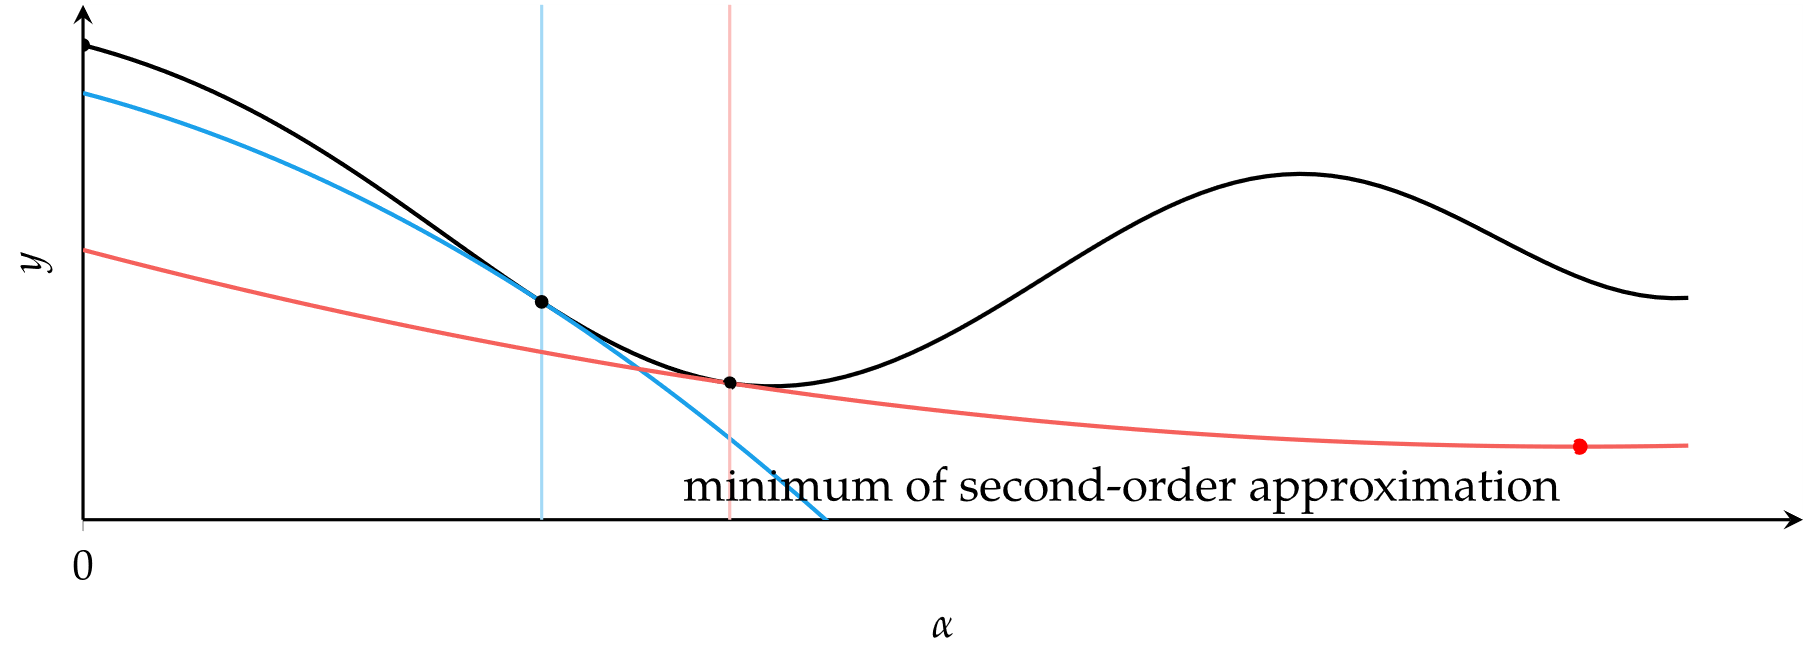 y
minimum of second-order approximation
0
α